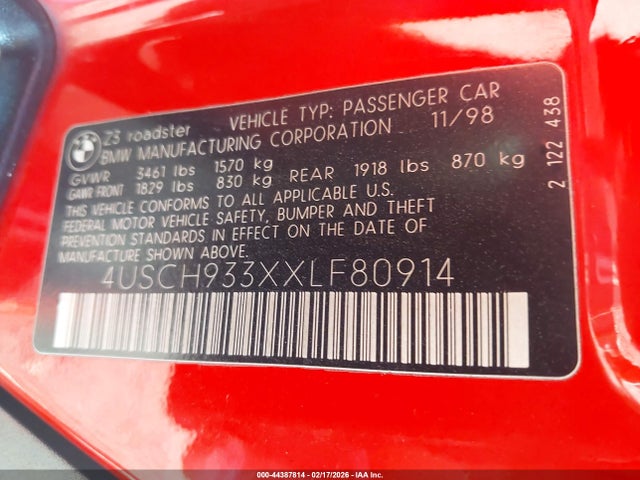 BMW
Z3 roadster VEHICLE TYP: PASSENGER CAR
BMW MANUFACTURING CORPORATION 11/98
GVWR 3461 lbs 1570 kg
GAWR FRONT 1829 lbs 830 kg REAR 1918 lbs 870 kg
THIS VEHICLE CONFORMS TO ALL APPLICABLE U.S.
FEDERAL MOTOR VEHICLE SAFETY, BUMPER AND THEFT
PREVENTION STANDARDS IN EFFECT ON THE DATE OF
MANUFACTURE SHOWN ABOVE.
4USCH933XXLF80914
2 122 438
000-44387814 - 02/17/2026 - IAA Inc.